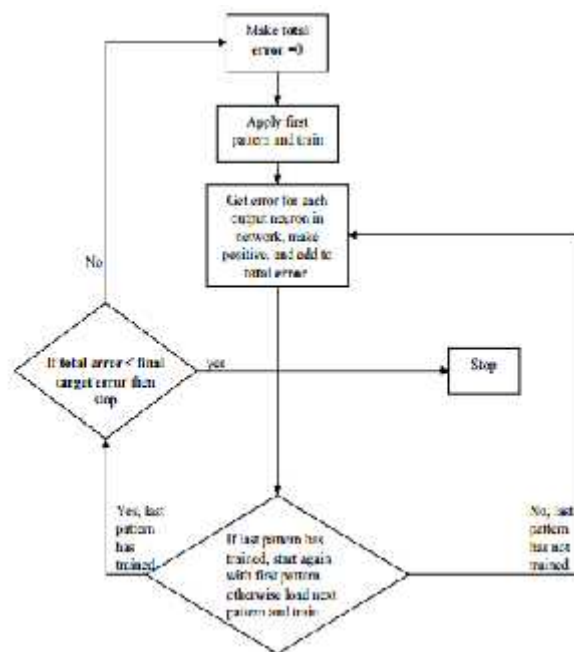 Make total
error =0
Apply first
pattern and train
Get error for each
output neuron in
network, make
positive, and add to
total error
No
If total error < final
target error then
stop
yes
Stop
Yes, last
pattern
has
trained
If last pattern has
trained, start again
with first pattern
otherwise load next
pattern and train
No, last
pattern
has not
trained